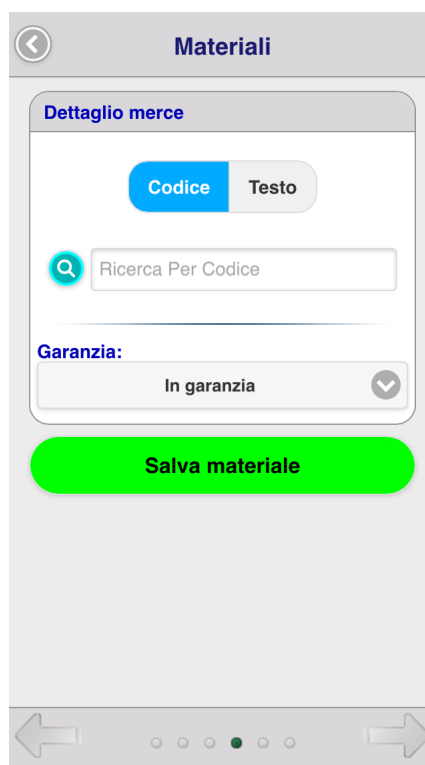 Materiali
Dettaglio merce
Codice Testo
Ricerca Per Codice
Garanzia:
In garanzia
Salva materiale